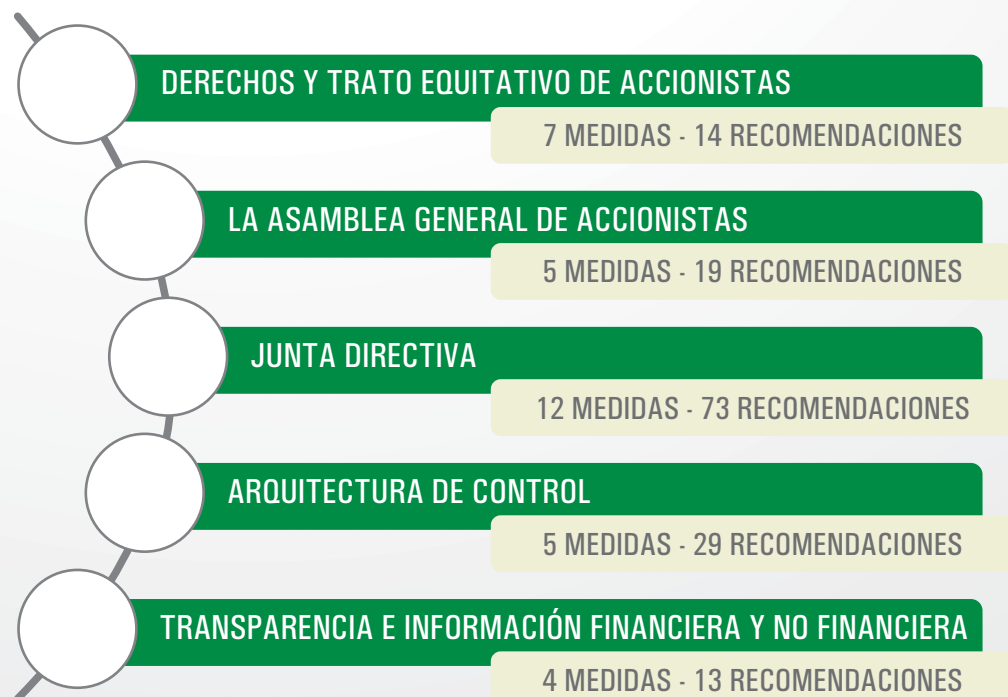 DERECHOS Y TRATO EQUITATIVO DE ACCIONISTAS
7 MEDIDAS - 14 RECOMENDACIONES
LA ASAMBLEA GENERAL DE ACCIONISTAS
5 MEDIDAS - 19 RECOMENDACIONES
JUNTA DIRECTIVA
12 MEDIDAS - 73 RECOMENDACIONES
ARQUITECTURA DE CONTROL
5 MEDIDAS - 29 RECOMENDACIONES
TRANSPARENCIA E INFORMACIÓN FINANCIERA Y NO FINANCIERA
4 MEDIDAS - 13 RECOMENDACIONES